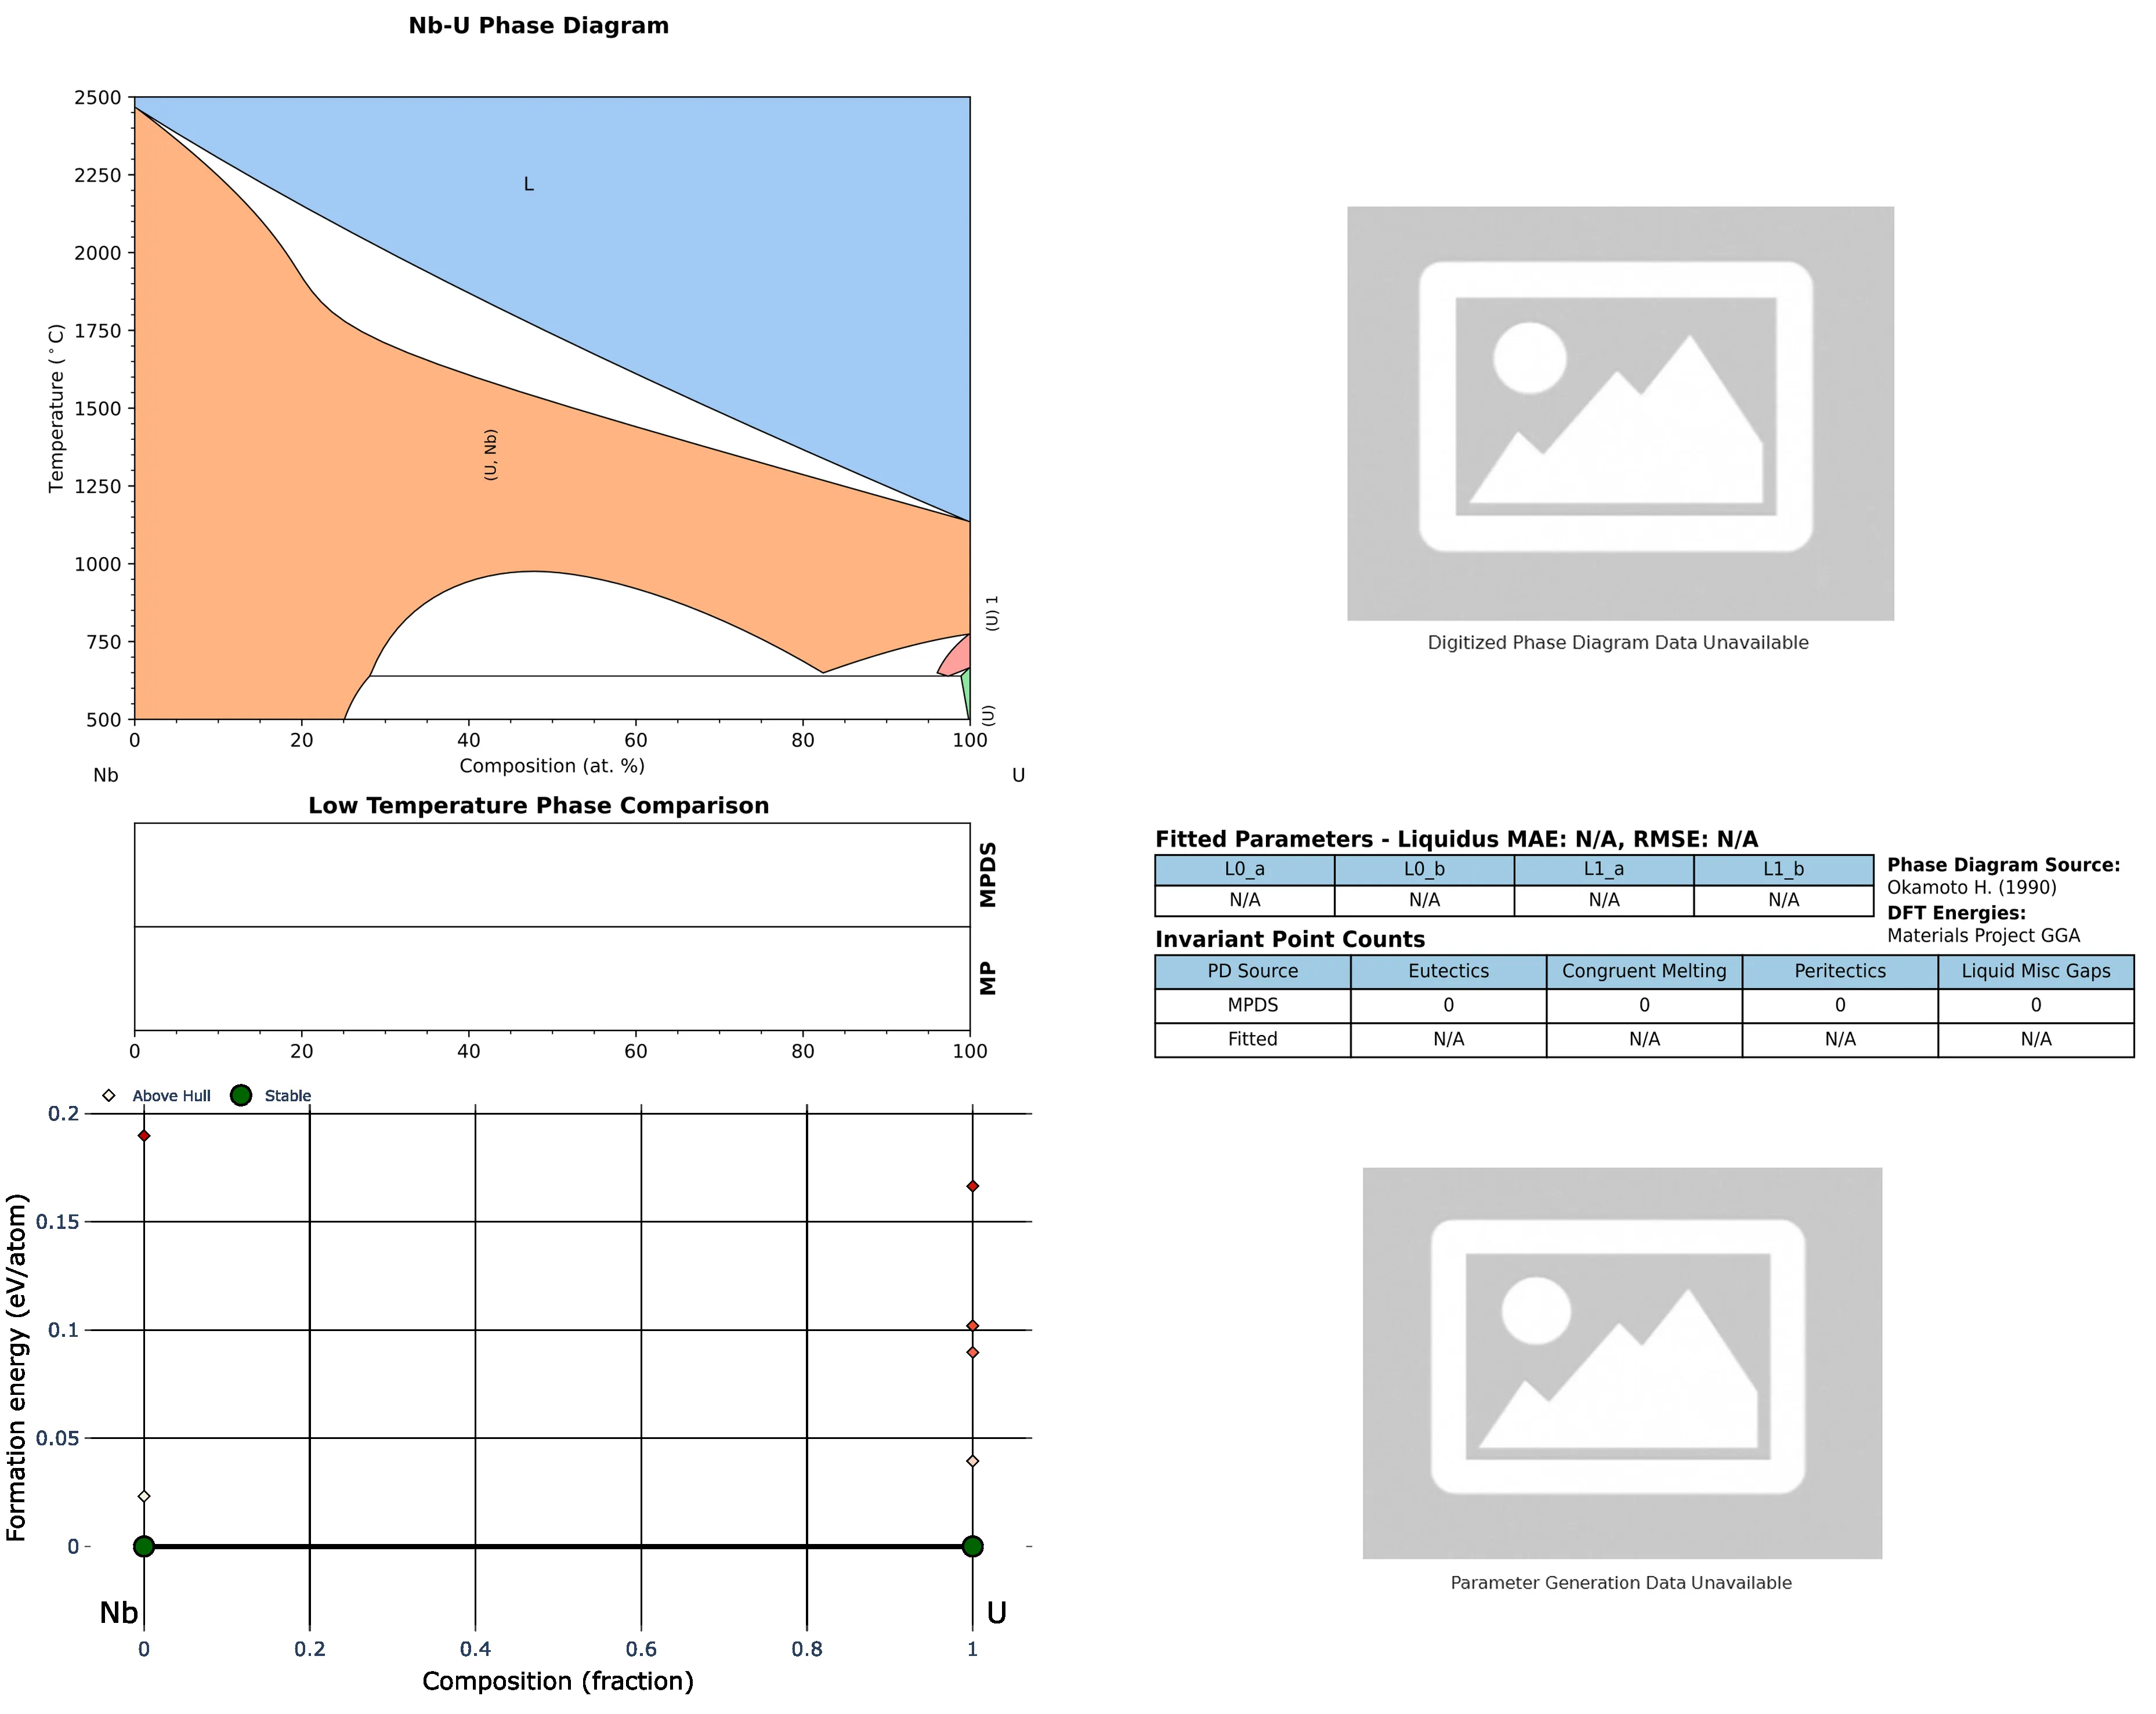 Nb-U Phase Diagram
2500
2250
2000
1750
1500
1250
1000
750
500
Temperature (°C)
L
(U, Nb)
(U) 1
(U)
0 20 40 60 80 100
Nb Composition (at. %) U
Digitized Phase Diagram Data Unavailable
Low Temperature Phase Comparison
MPDS
MP
0 20 40 60 80 100
Fitted Parameters - Liquidus MAE: N/A, RMSE: N/A
L0_a L0_b L1_a L1_b
N/A N/A N/A N/A
Phase Diagram Source:
Okamoto H. (1990)
DFT Energies:
Materials Project GGA
Invariant Point Counts
PD Source Eutectics Congruent Melting Peritectics Liquid Misc Gaps
MPDS 0 0 0 0
Fitted N/A N/A N/A N/A
Above Hull Stable
0.2
0.15
0.1
0.05
0
Formation energy (eV/atom)
Nb U
0 0.2 0.4 0.6 0.8 1
Composition (fraction)
Parameter Generation Data Unavailable